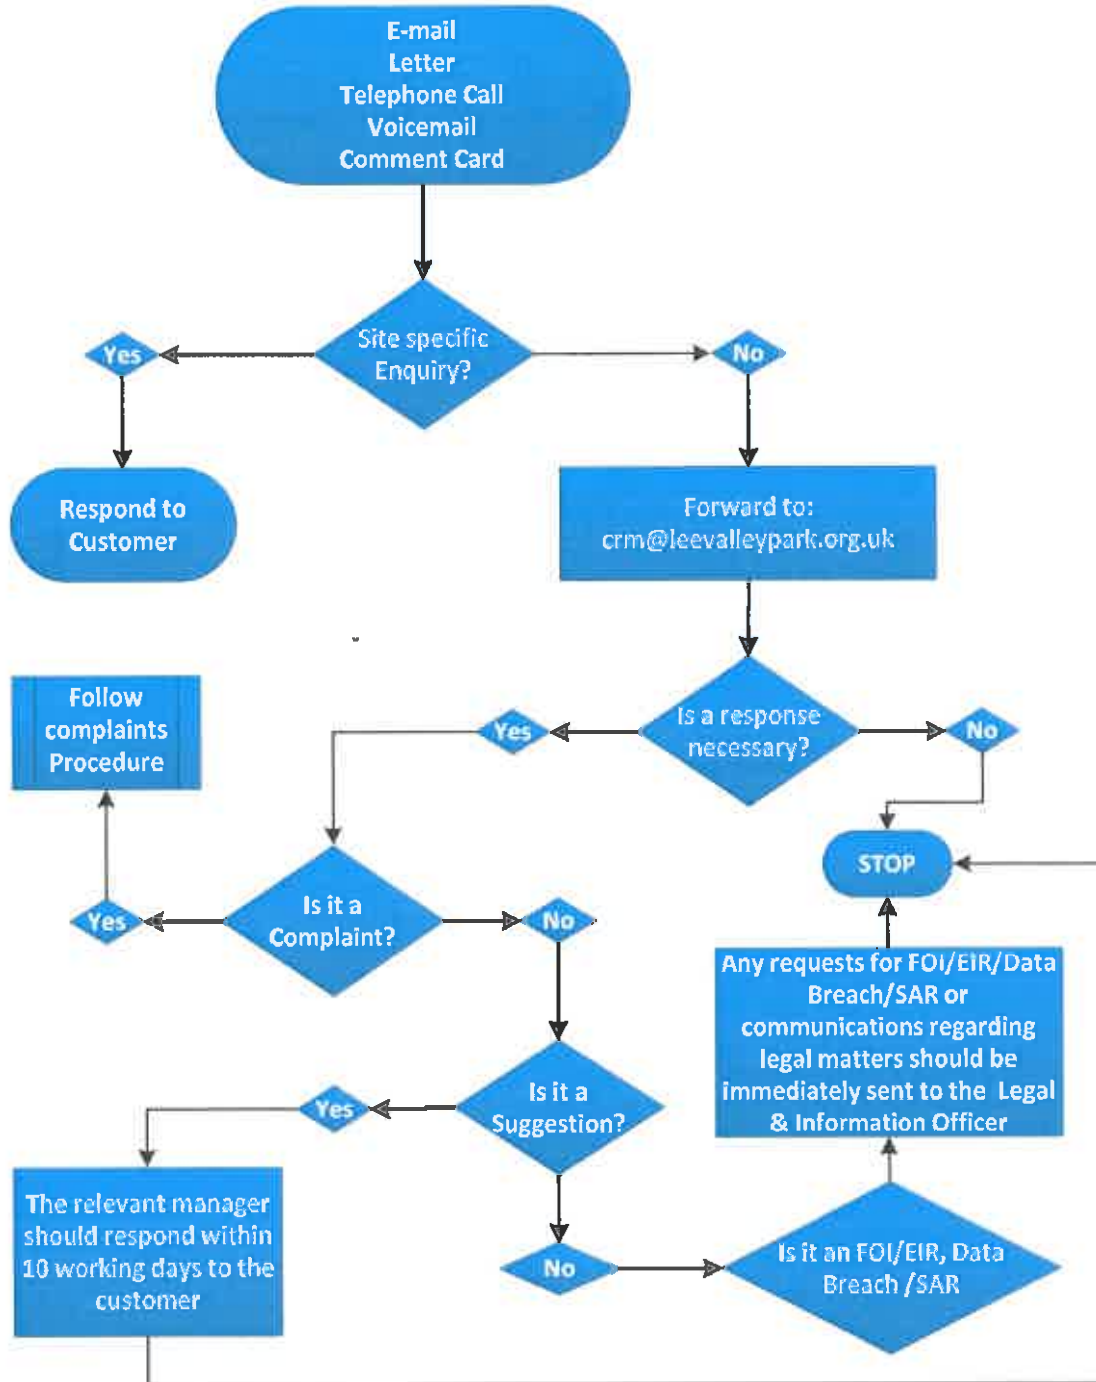 E-mail
Letter
Telephone Call
Voicemail
Comment Card
Site specific
Enquiry?
Yes
No
Respond to
Customer
Forward to:
crm@leevalleypark.org.uk
Is a response
necessary?
Yes
No
Follow
complaints
Procedure
STOP
Is it a
Complaint?
Yes
No
Any requests for FOI/EIR/Data
Breach/SAR or
communications regarding
legal matters should be
immediately sent to the Legal
& Information Officer
Is it a
Suggestion?
Yes
The relevant manager
should respond within
10 working days to the
customer
No
Is it an FOI/EIR, Data
Breach /SAR